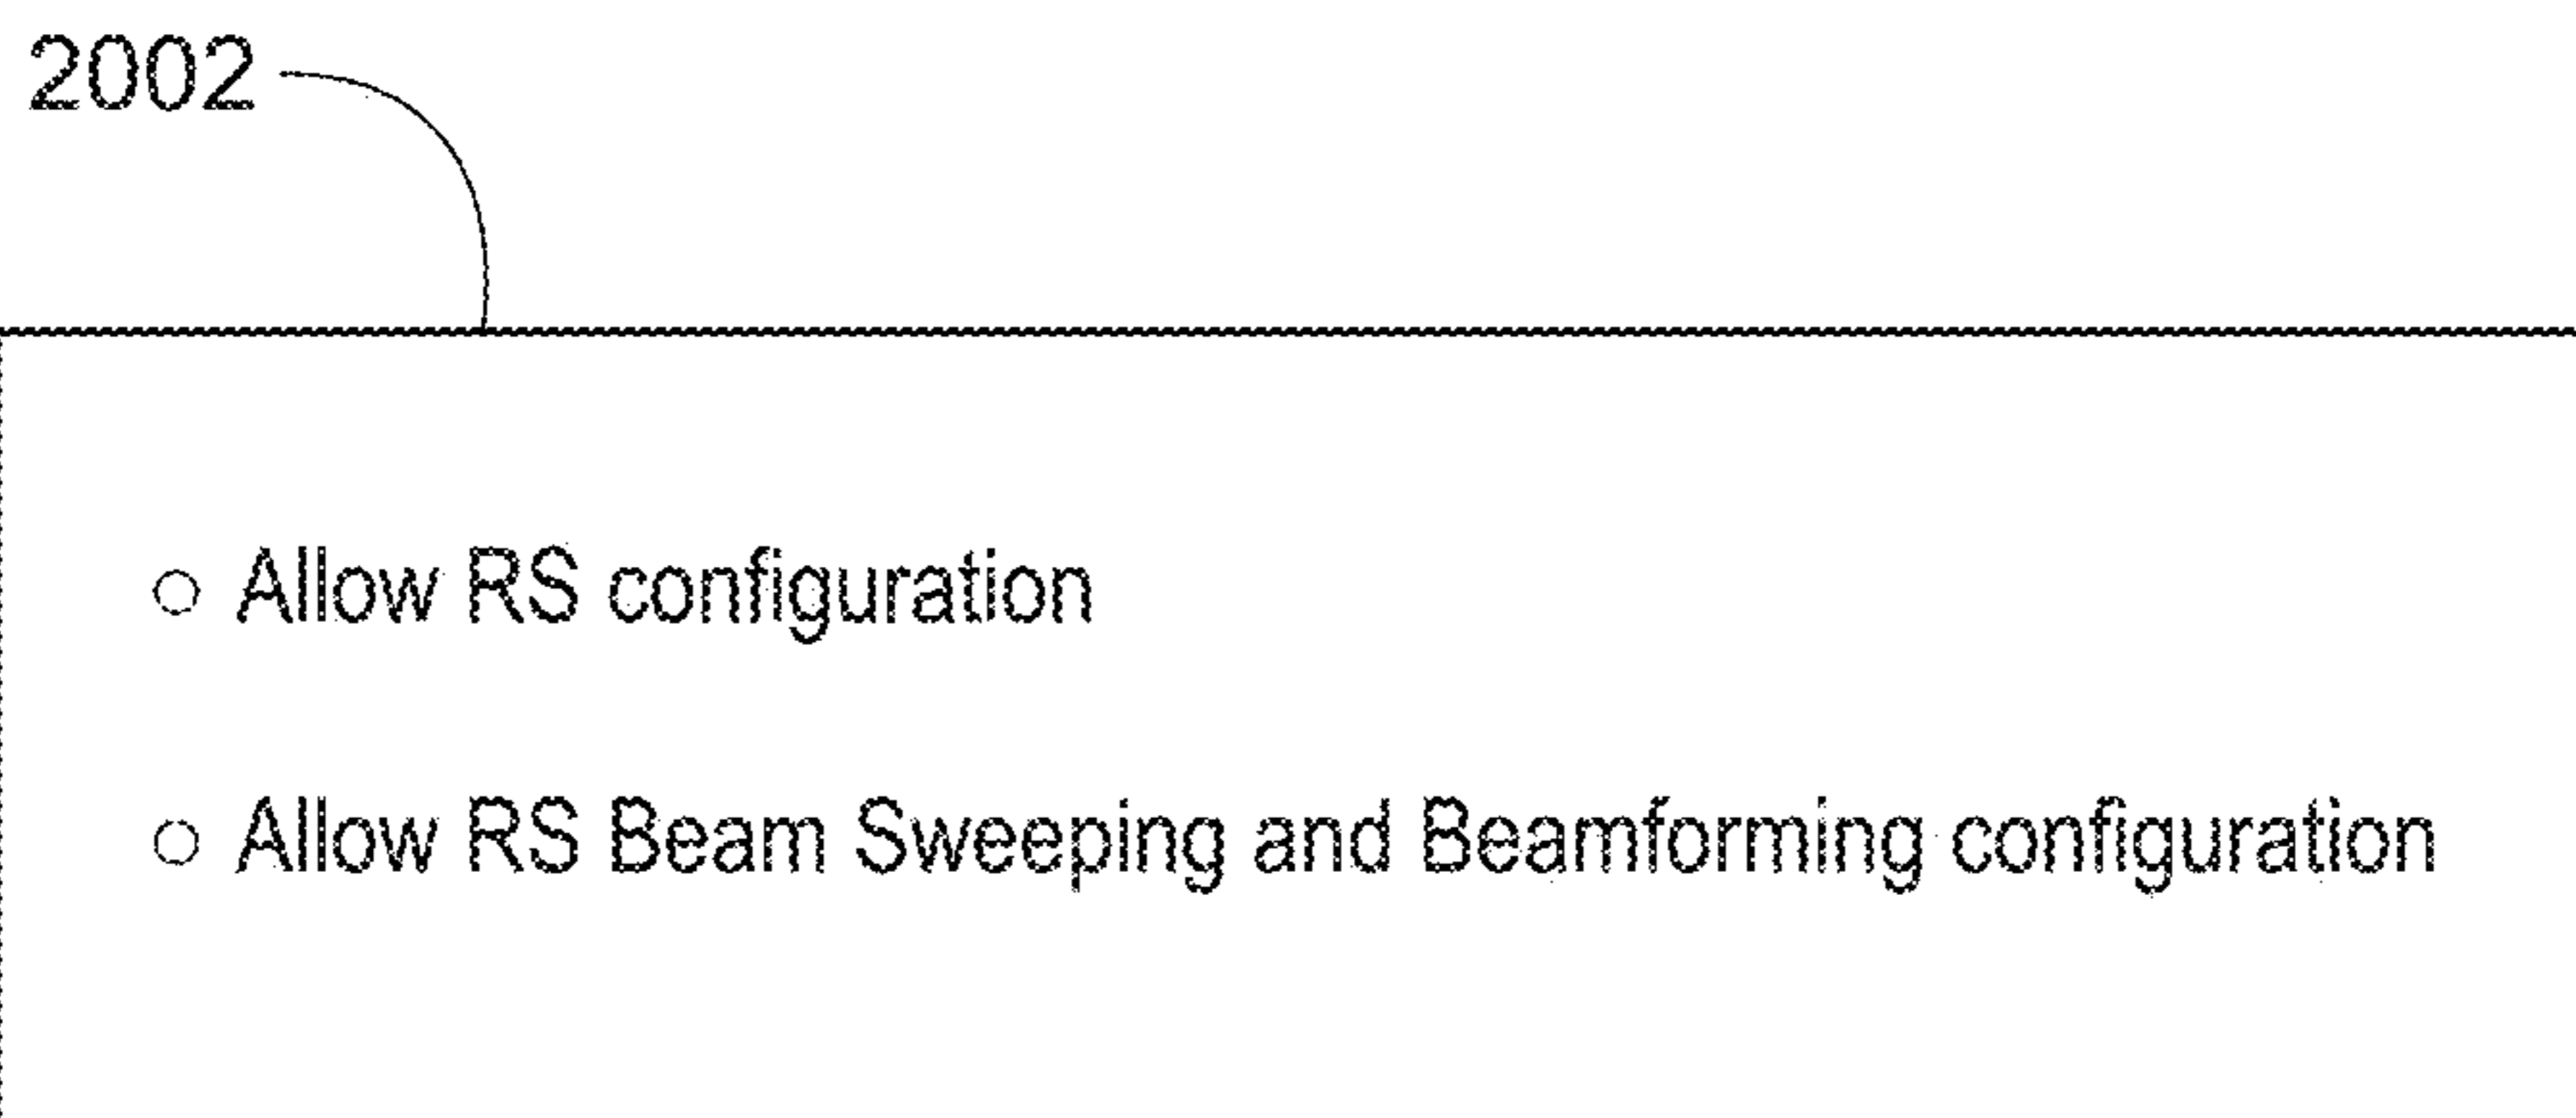 2002
○ Allow RS configuration
○ Allow RS Beam Sweeping and Beamforming configuration